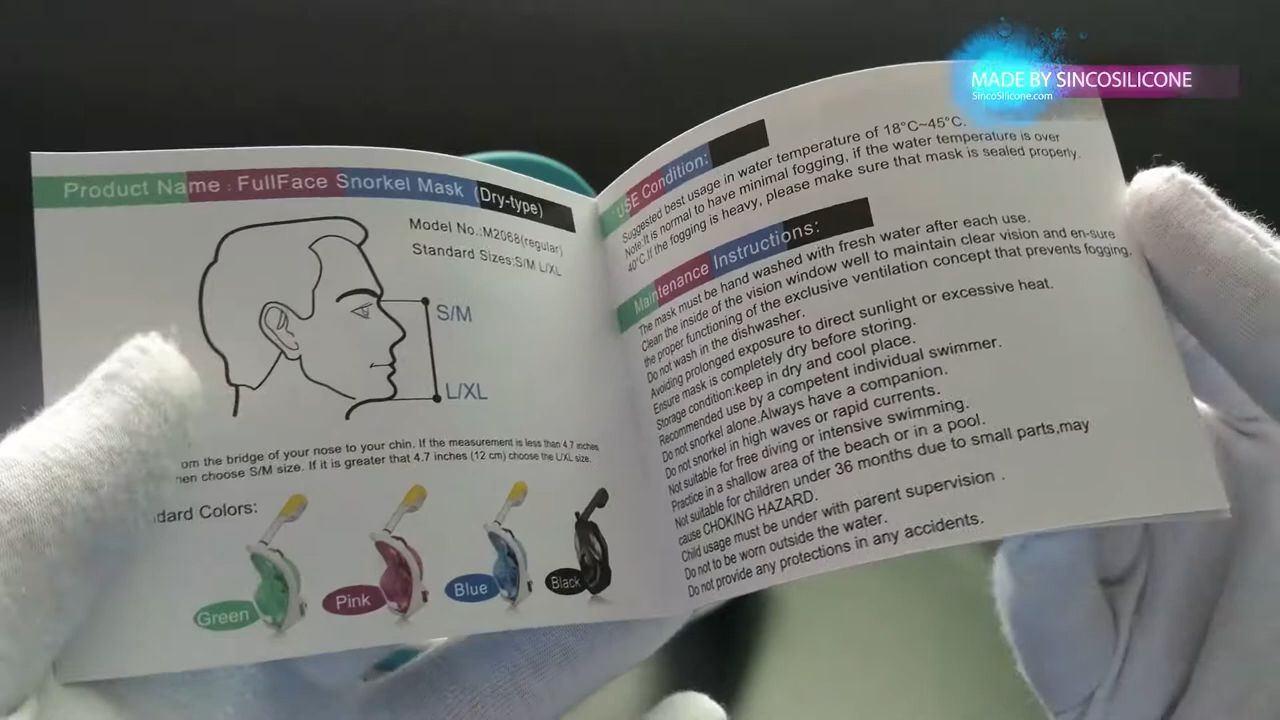 MADE BY SINCOSILICONE
SincoSilicone.com
Product Name : FullFace Snorkel Mask (Dry-type)
Model No.:M2068(regular)
Standard Sizes:S/M L/XL
S/M
L/XL
om the bridge of your nose to your chin. If the measurement is less than 4.7 inches
hen choose S/M size. If it is greater that 4.7 inches (12 cm) choose the L/XL size.
dard Colors:
Green
Pink
Blue
Black
USE Condition:
Suggested best usage in water temperature of 18°C~45°C.
Note:It is normal to have minimal fogging, if the water temperature is over
40°C.If the fogging is heavy, please make sure that mask is sealed properly.
Maintenance Instructions:
The mask must be hand washed with fresh water after each use.
Clean the inside of the vision window well to maintain clear vision and en-sure
the proper functioning of the exclusive ventilation concept that prevents fogging.
Do not wash in the dishwasher.
Avoiding prolonged exposure to direct sunlight or excessive heat.
Ensure mask is completely dry before storing.
Storage condition:keep in dry and cool place.
Recommended use by a competent individual swimmer.
Do not snorkel alone.Always have a companion.
Do not snorkel in high waves or rapid currents.
Not suitable for free diving or intensive swimming.
Practice in a shallow area of the beach or in a pool.
Not suitable for children under 36 months due to small parts,may
cause CHOKING HAZARD.
Child usage must be under with parent supervision .
Do not to be worn outside the water.
Do not provide any protections in any accidents.